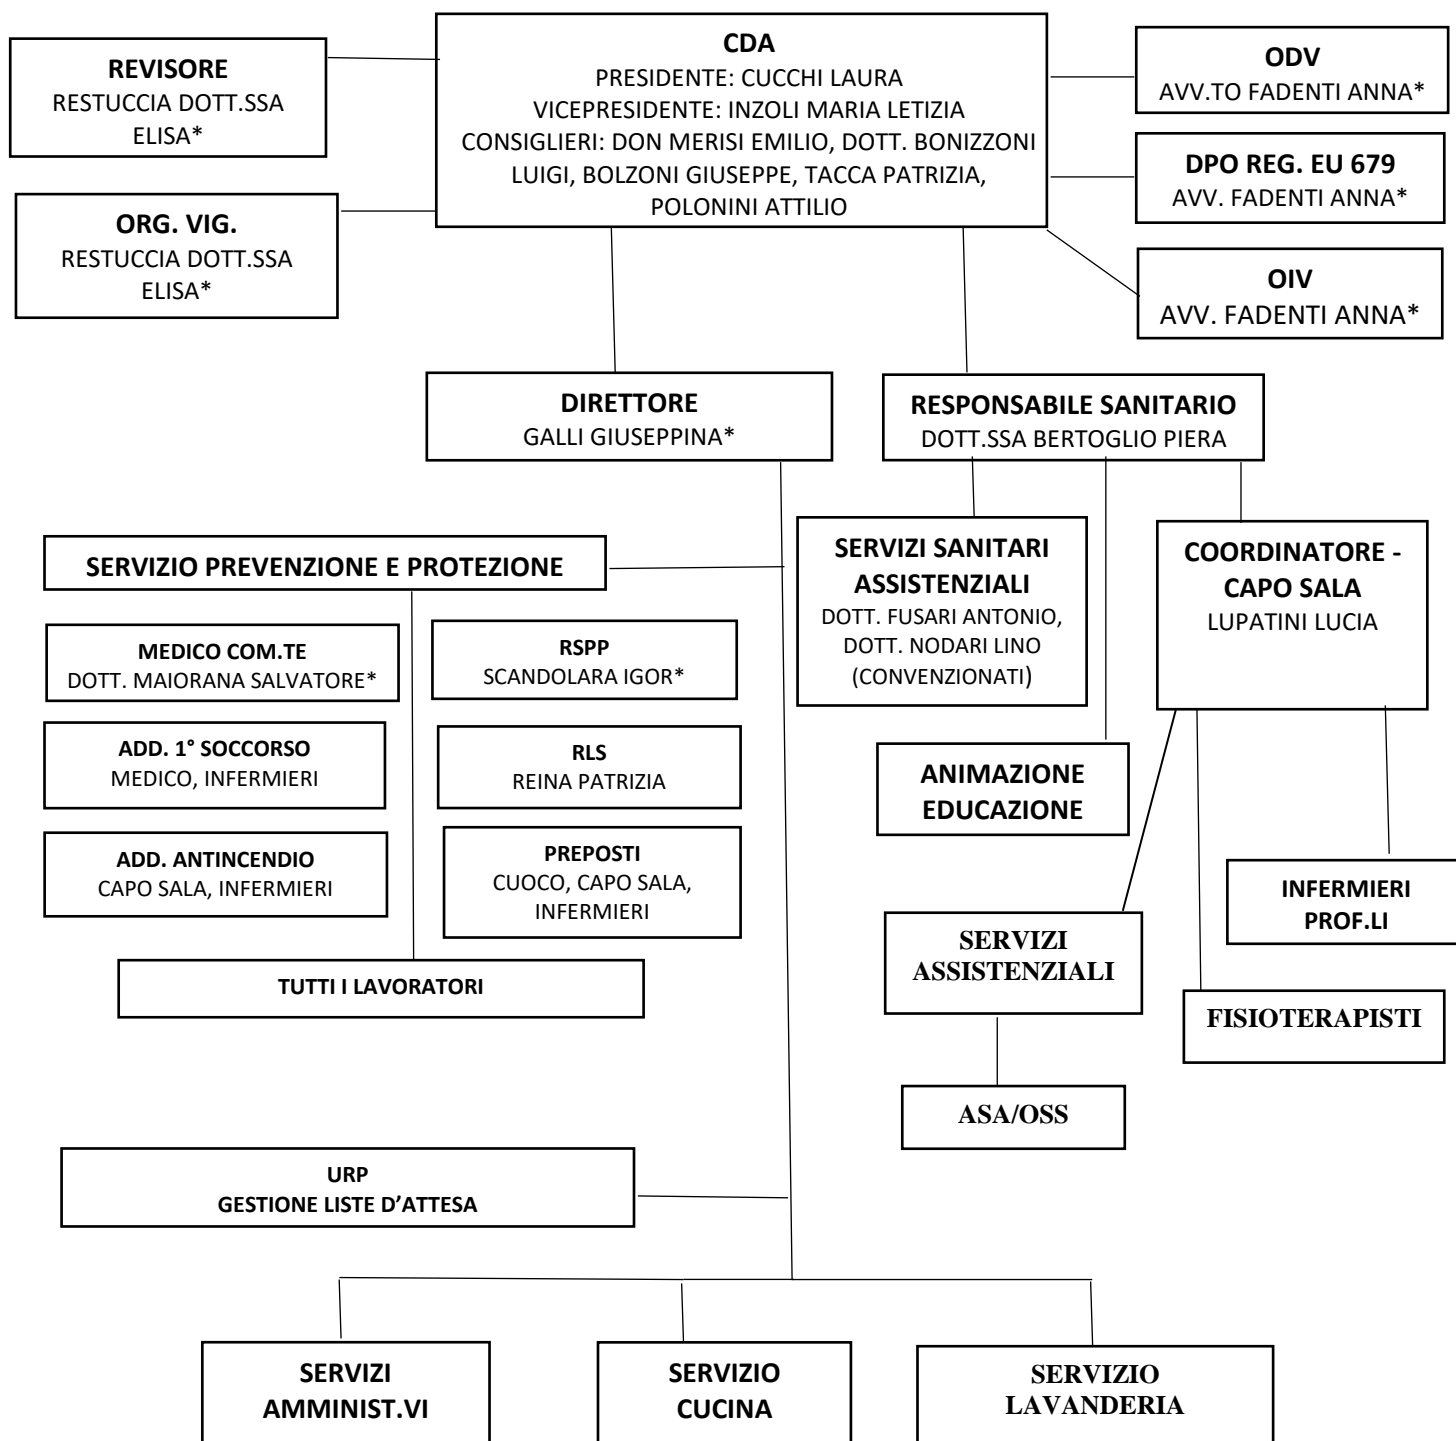 CDA
PRESIDENTE: CUCCHI LAURA
VICEPRESIDENTE: INZOLI MARIA LETIZIA
CONSIGLIERI: DON MERISI EMILIO, DOTT. BONIZZONI
LUIGI, BOLZONI GIUSEPPE, TACCA PATRIZIA,
POLONINI ATTILIO
REVISORE
RESTUCCIA DOTT.SSA
ELISA*
ORG. VIG.
RESTUCCIA DOTT.SSA
ELISA*
ODV
AVV.TO FADENTI ANNA*
DPO REG. EU 679
AVV. FADENTI ANNA*
OIV
AVV. FADENTI ANNA*
DIRETTORE
GALLI GIUSEPPINA*
RESPONSABILE SANITARIO
DOTT.SSA BERTOGLIO PIERA
SERVIZIO PREVENZIONE E PROTEZIONE
SERVIZI SANITARI
ASSISTENZIALI
DOTT. FUSARI ANTONIO,
DOTT. NODARI LINO
(CONVENZIONATI)
COORDINATORE -
CAPO SALA
LUPATINI LUCIA
MEDICO COM.TE
DOTT. MAIORANA SALVATORE*
RSPP
SCANDOLARA IGOR*
ADD. 1° SOCCORSO
MEDICO, INFERMIERI
RLS
REINA PATRIZIA
ADD. ANTINCENDIO
CAPO SALA, INFERMIERI
PREPOSTI
CUOCO, CAPO SALA,
INFERMIERI
TUTTI I LAVORATORI
ANIMAZIONE
EDUCAZIONE
INFERMIERI
PROF.LI
SERVIZI
ASSISTENZIALI
FISIOTERAPISTI
ASA/OSS
URP
GESTIONE LISTE D’ATTESA
SERVIZI
AMMINIST.VI
SERVIZIO
CUCINA
SERVIZIO
LAVANDERIA